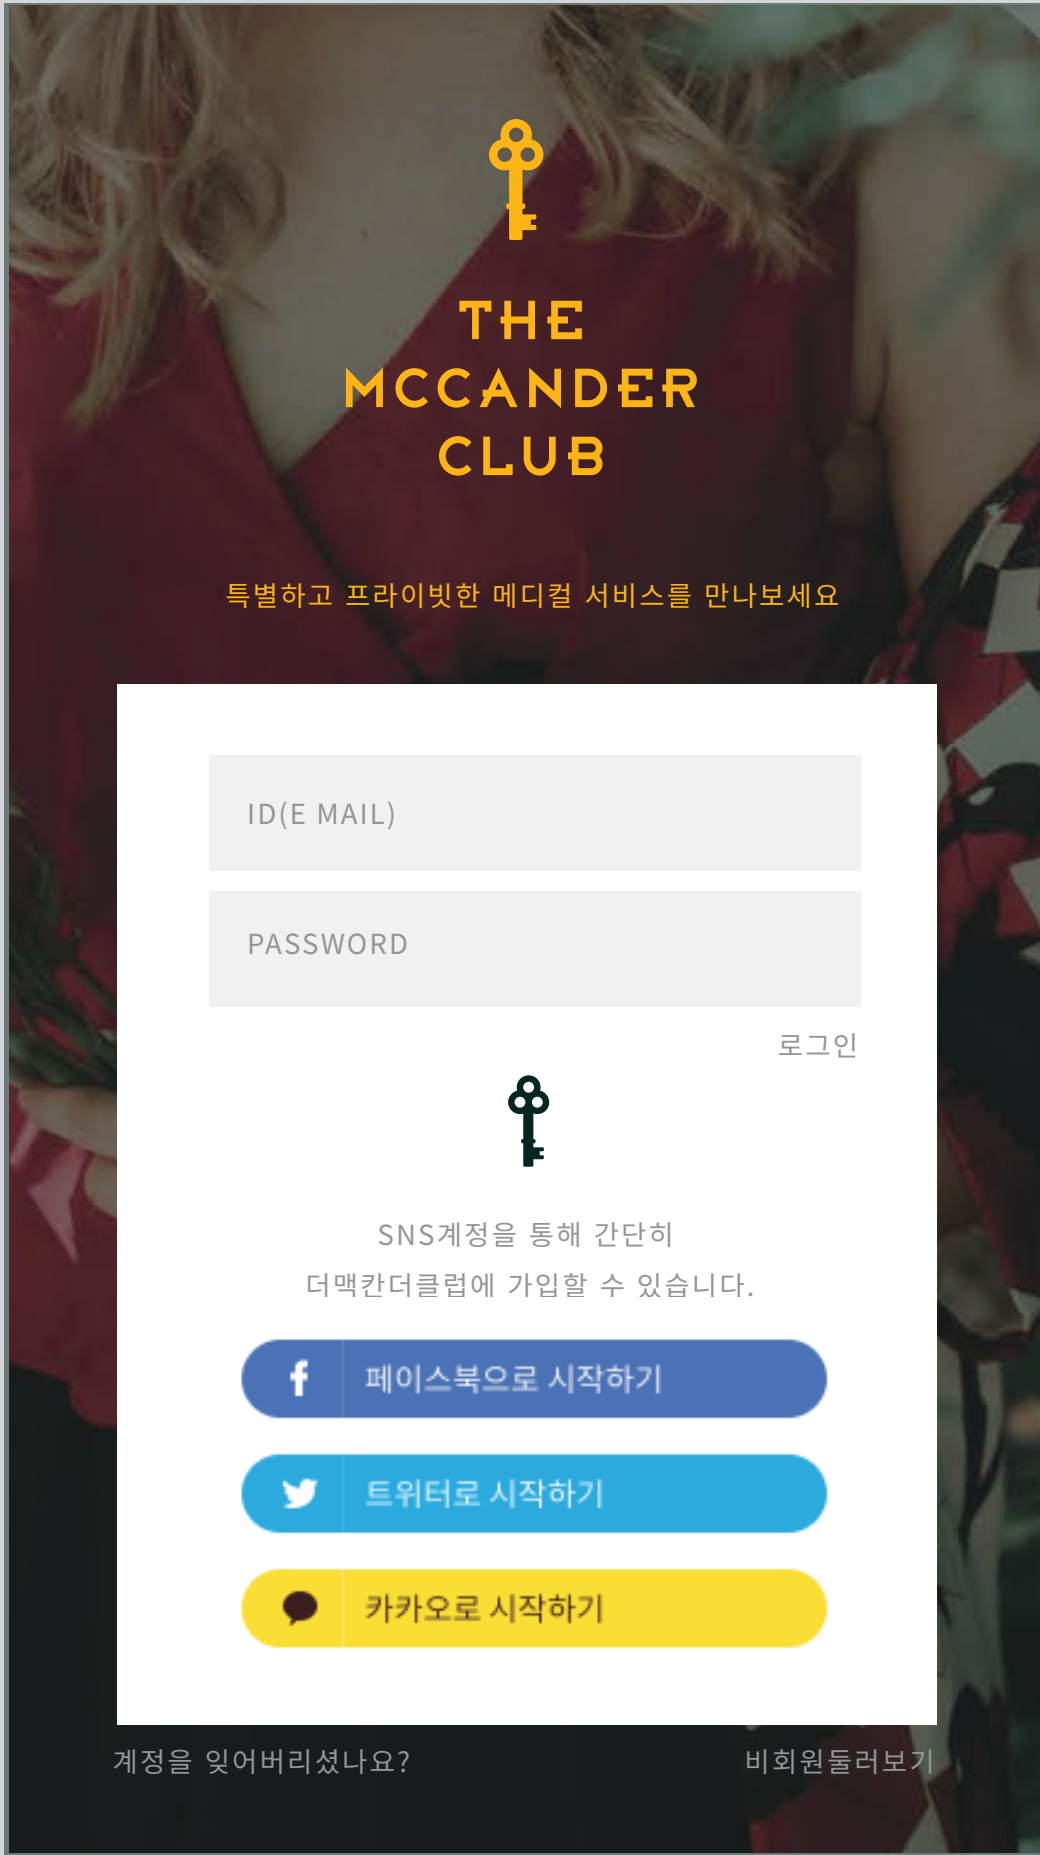 THE
MCCANDER
CLUB
특별하고 프라이빗한 메디컬 서비스를 만나보세요
ID(E MAIL)
PASSWORD
로그인
SNS계정을 통해 간단히
더맥칸더클럽에 가입할 수 있습니다.
페이스북으로 시작하기
트위터로 시작하기
카카오로 시작하기
계정을 잊어버리셨나요?
비회원둘러보기